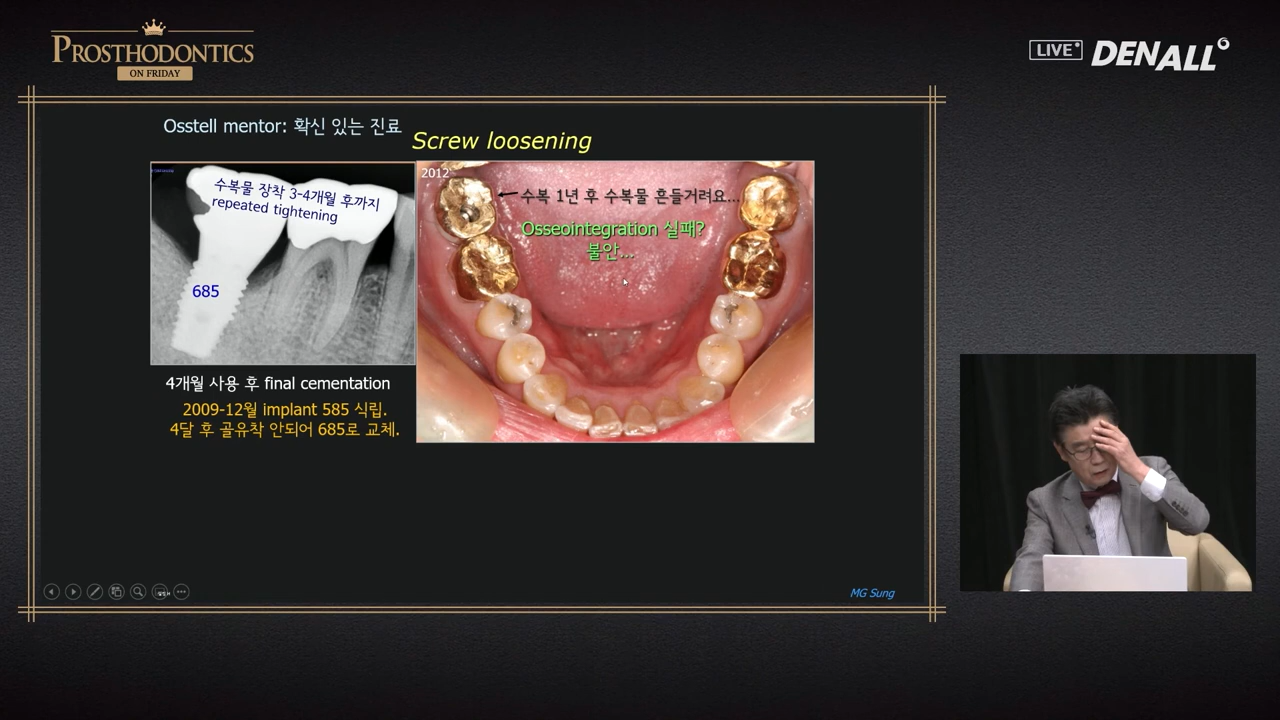 PROSTHODONTICS
ON FRIDAY
LIVE
DENALL
Osstell mentor: 확신 있는 진료
Screw loosening
수복물 장착 3-4개월 후까지
repeated tightening
685
2012
수복 1년 후 수복물 흔들거려요...
Osseointegration 실패?
불안...
4개월 사용 후 final cementation
2009-12월 implant 585 식립.
4달 후 골유착 안되어 685로 교체.
MG Sung